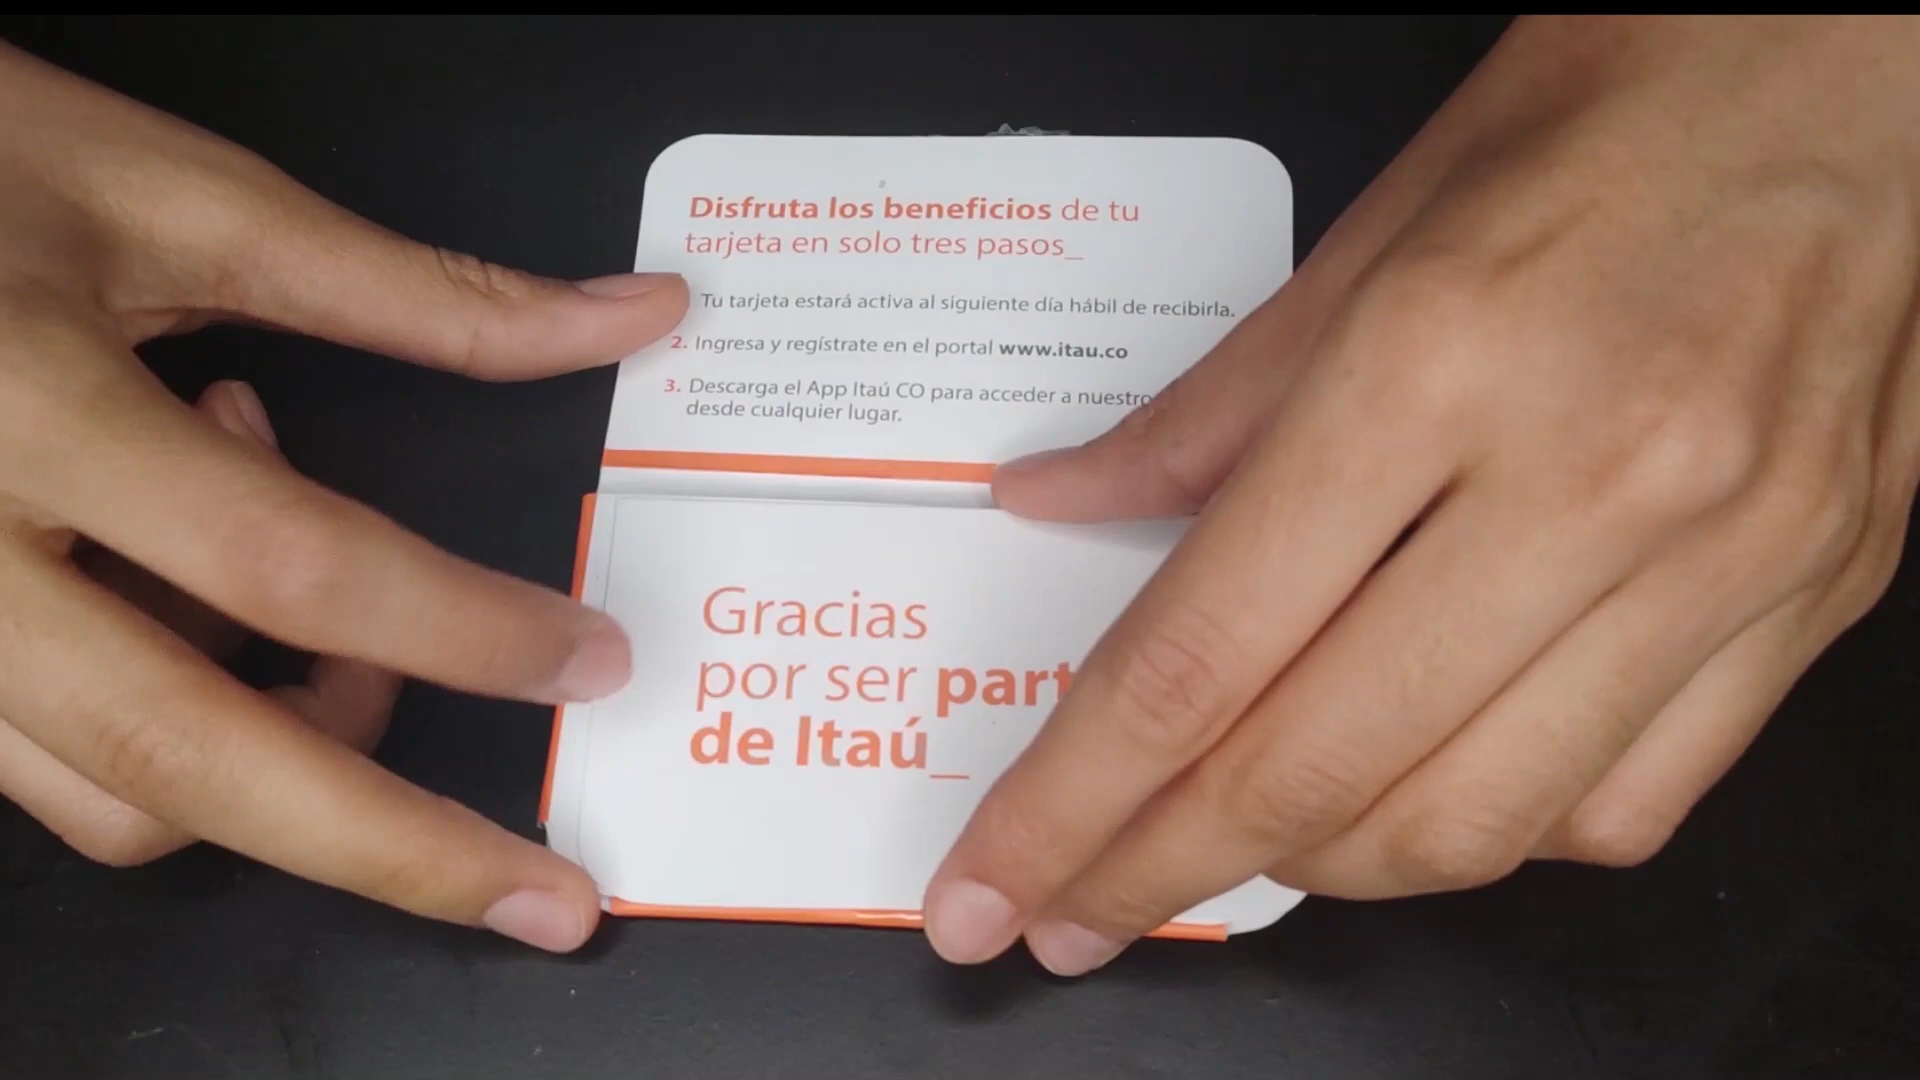 Disfruta los beneficios de tu
tarjeta en solo tres pasos_
Tu tarjeta estará activa al siguiente día hábil de recibirla.
2. Ingresa y regístrate en el portal www.itau.co
3. Descarga el App Itaú CO para acceder a nuestro
desde cualquier lugar.
Gracias
por ser part
de Itaú_